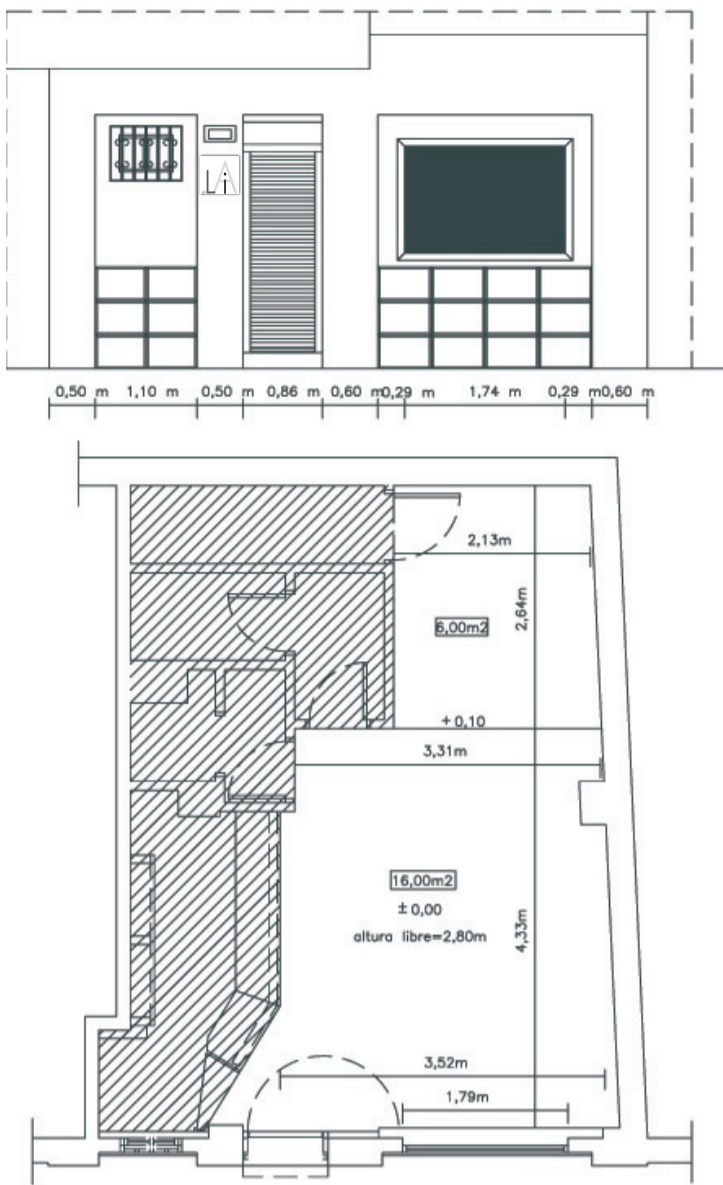 LAi
0,50 m 1,10 m 0,50 m 0,86 m 0,60 m 0,29 m 1,74 m 0,29 m 0,60 m
2,13m
2,64m
6,00m2
+0,10
3,31m
16,00m2
±0,00
altura libre=2,80m
4,33m
3,52m
1,79m